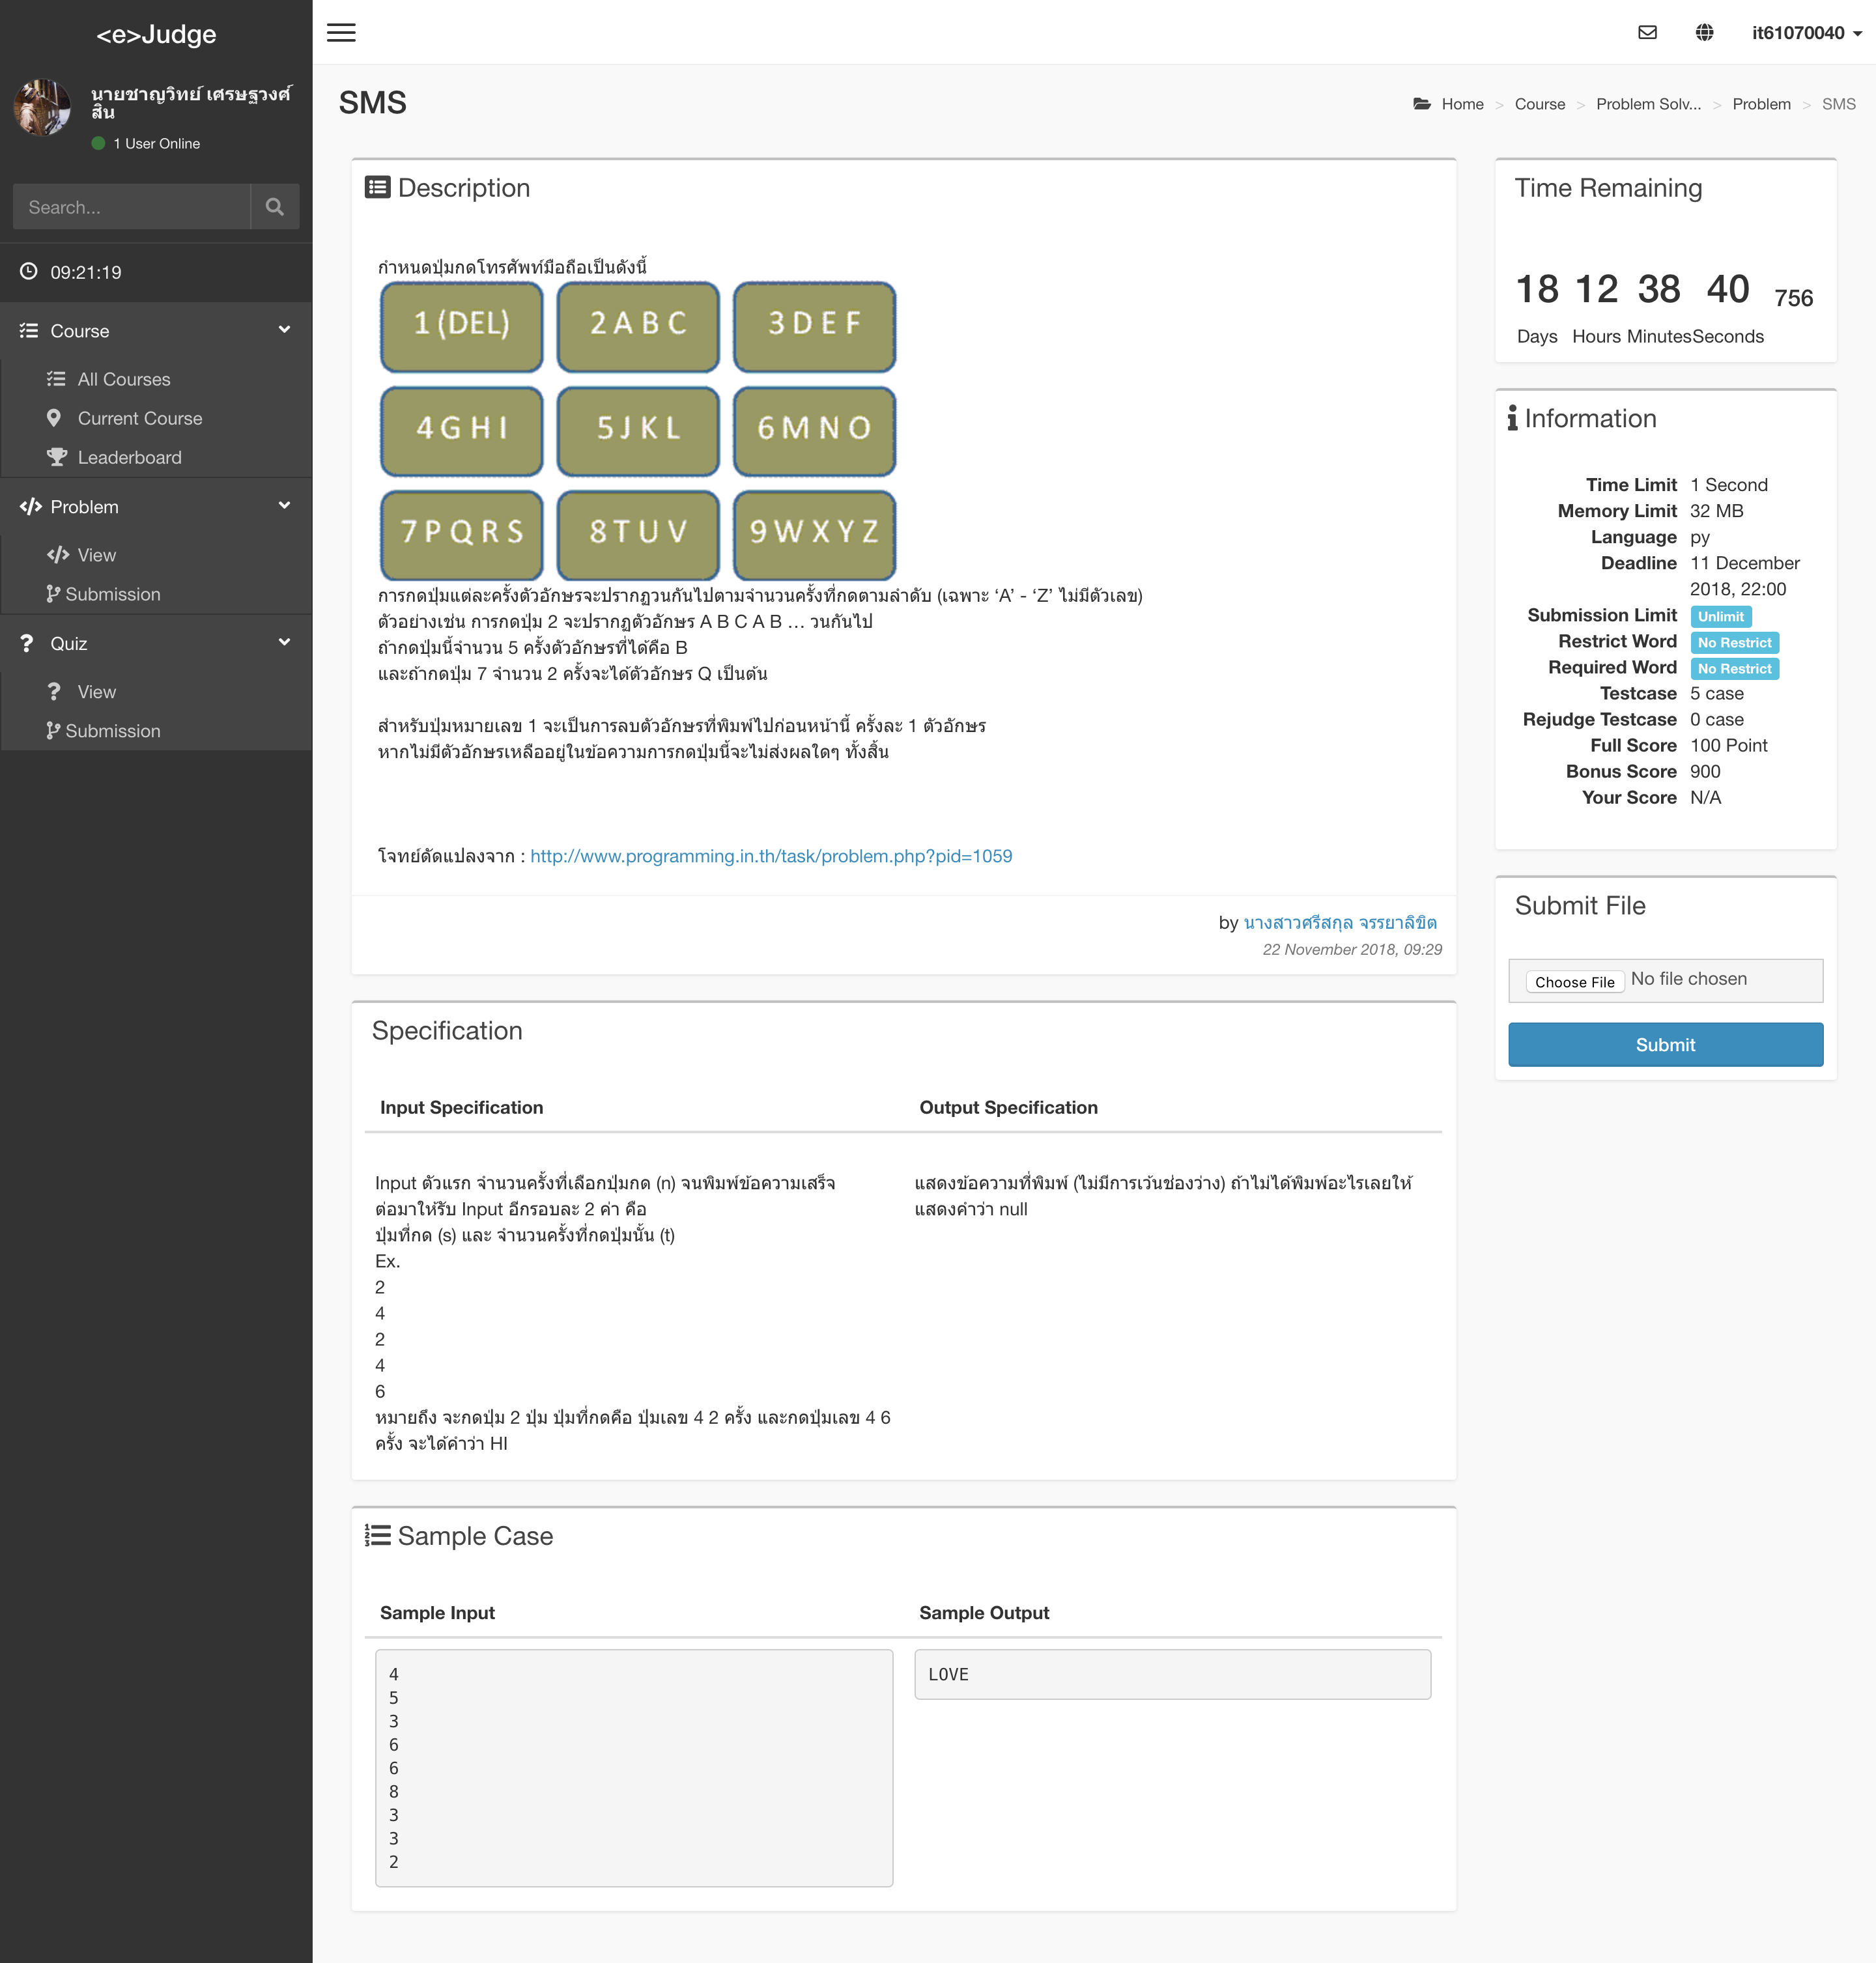 <e>Judge
นายชาญวิทย์ เศรษฐวงศ์
สิน
1 User Online
Search...
09:21:19
Course
All Courses
Current Course
Leaderboard
Problem
View
Submission
Quiz
View
Submission
it61070040
SMS
Home > Course > Problem Solv... > Problem > SMS
Description
กำหนดปุ่มกดโทรศัพท์มือถือเป็นดังนี้
1 (DEL)
2 A B C
3 D E F
4 G H I
5 J K L
6 M N O
7 P Q R S
8 T U V
9 W X Y Z
การกดปุ่มแต่ละครั้งตัวอักษรจะปรากฏวนกันไปตามจำนวนครั้งที่กดตามลำดับ (เฉพาะ ‘A’ - ‘Z’ ไม่มีตัวเลข)
ตัวอย่างเช่น การกดปุ่ม 2 จะปรากฏตัวอักษร A B C A B … วนกันไป
ถ้ากดปุ่มนี้จำนวน 5 ครั้งตัวอักษรที่ได้คือ B
และถ้ากดปุ่ม 7 จำนวน 2 ครั้งจะได้ตัวอักษร Q เป็นต้น
สำหรับปุ่มหมายเลข 1 จะเป็นการลบตัวอักษรที่พิมพ์ไปก่อนหน้านี้ ครั้งละ 1 ตัวอักษร
หากไม่มีตัวอักษรเหลืออยู่ในข้อความการกดปุ่มนี้จะไม่ส่งผลใดๆ ทั้งสิ้น
โจทย์ดัดแปลงจาก : http://www.programming.in.th/task/problem.php?pid=1059
by นางสาวศรีสกุล จรรยาลิขิต
22 November 2018, 09:29
Specification
Input Specification
Output Specification
Input ตัวแรก จำนวนครั้งที่เลือกปุ่มกด (n) จนพิมพ์ข้อความเสร็จ
ต่อมาให้รับ Input อีกรอบละ 2 ค่า คือ
ปุ่มที่กด (s) และ จำนวนครั้งที่กดปุ่มนั้น (t)
Ex.
2
4
2
4
6
หมายถึง จะกดปุ่ม 2 ปุ่ม ปุ่มที่กดคือ ปุ่มเลข 4 2 ครั้ง และกดปุ่มเลข 4 6
ครั้ง จะได้คำว่า HI
แสดงข้อความที่พิมพ์ (ไม่มีการเว้นช่องว่าง) ถ้าไม่ได้พิมพ์อะไรเลยให้
แสดงคำว่า null
Sample Case
Sample Input
Sample Output
4
5
3
6
6
8
3
3
2
LOVE
Time Remaining
18 12 38 40 756
Days Hours Minutes Seconds
Information
Time Limit 1 Second
Memory Limit 32 MB
Language py
Deadline 11 December
2018, 22:00
Submission Limit Unlimit
Restrict Word No Restrict
Required Word No Restrict
Testcase 5 case
Rejudge Testcase 0 case
Full Score 100 Point
Bonus Score 900
Your Score N/A
Submit File
Choose File No file chosen
Submit